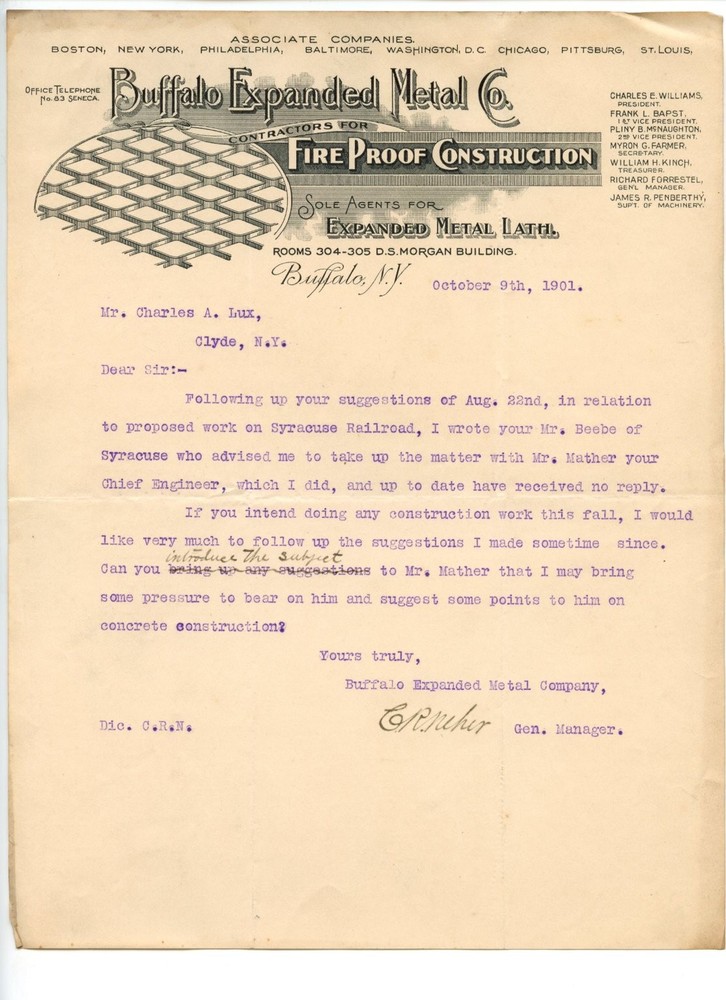 ASSOCIATE COMPANIES.
BOSTON, NEW YORK, PHILADELPHIA, BALTIMORE, WASHINGTON, D.C. CHICAGO, PITTSBURG, ST. LOUIS,
OFFICE TELEPHONE
No. 63 SENECA.
Buffalo Expanded Metal Co.
CONTRACTORS FOR
FIRE PROOF CONSTRUCTION
SOLE AGENTS FOR
EXPANDED METAL LATH.
ROOMS 304-305 D.S. MORGAN BUILDING.
CHARLES E. WILLIAMS,
PRESIDENT.
FRANK L. BAPST,
1ST VICE PRESIDENT.
PLINY B. McNAUGHTON,
2ND VICE PRESIDENT.
MYRON G. FARMER,
SECRETARY.
WILLIAM H. KINCH,
TREASURER.
RICHARD FORRESTEL,
GEN'L MANAGER.
JAMES R. PENBERTHY,
SUPT. OF MACHINERY.
Buffalo, N.Y. October 9th, 1901.
Mr. Charles A. Lux,
Clyde, N.Y.
Dear Sir:-
Following up your suggestions of Aug. 22nd, in relation
to proposed work on Syracuse Railroad, I wrote your Mr. Beebe of
Syracuse who advised me to take up the matter with Mr. Mather your
Chief Engineer, which I did, and up to date have received no reply.
If you intend doing any construction work this fall, I would
like very much to follow up the suggestions I made sometime since.
introduce the subject
Can you bring up any suggestions to Mr. Mather that I may bring
some pressure to bear on him and suggest some points to him on
concrete construction?
Yours truly,
Buffalo Expanded Metal Company,
Dic. C.R.N. C.R. Neher Gen. Manager.